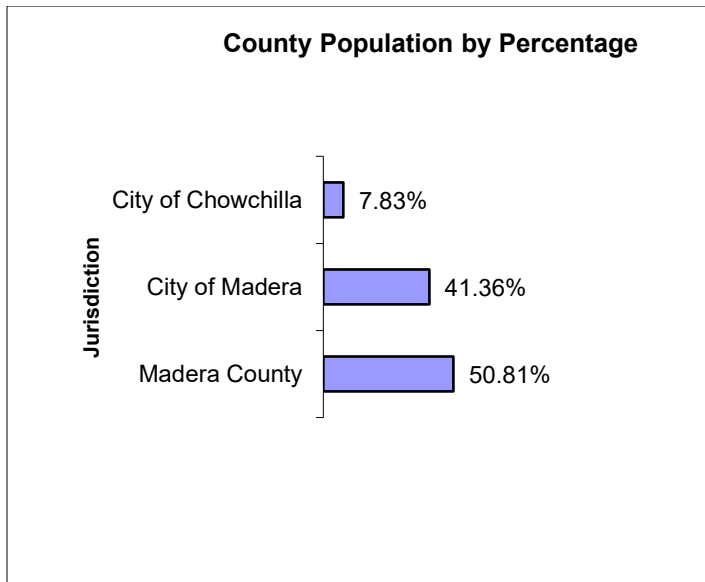 County Population by Percentage
Jurisdiction
City of Chowchilla 7.83%
City of Madera 41.36%
Madera County 50.81%